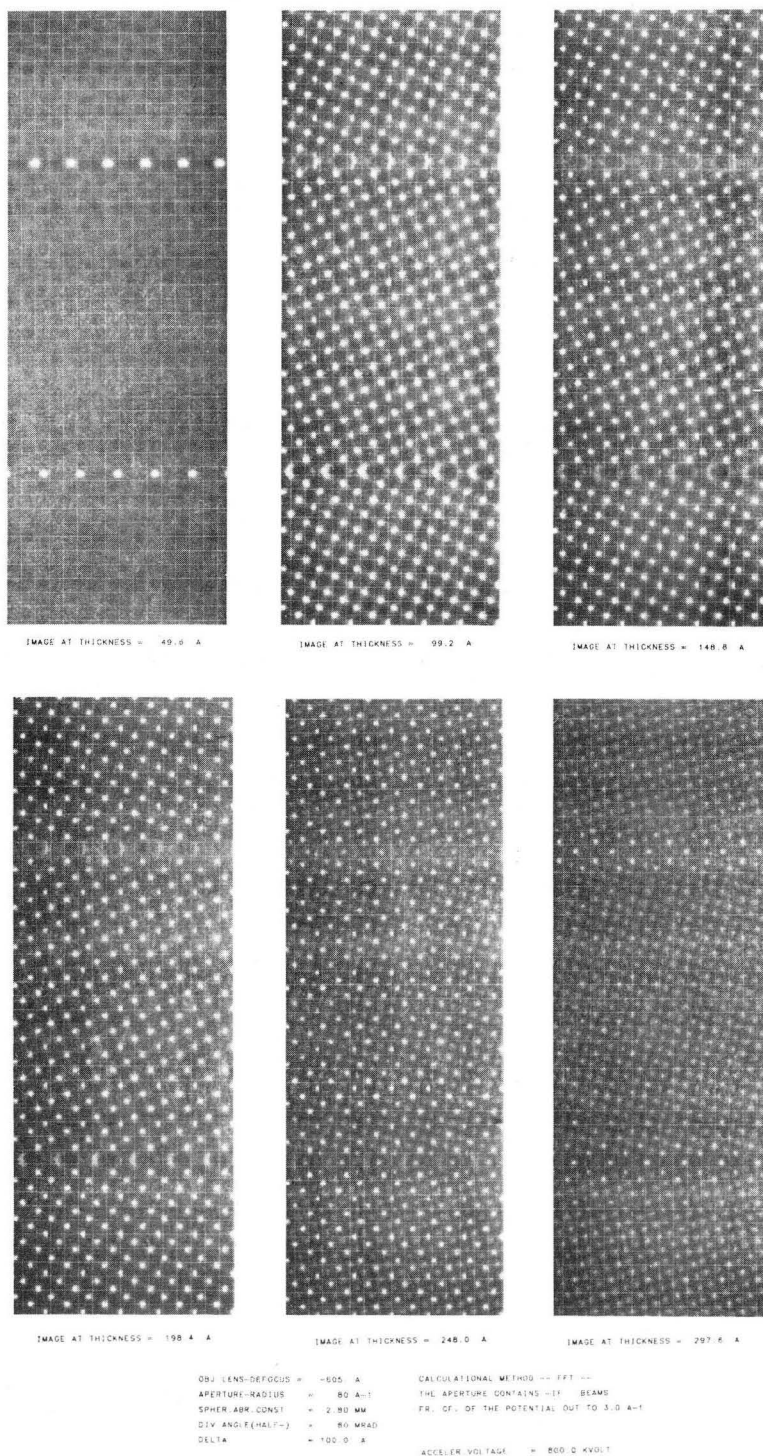 IMAGE AT THICKNESS = 49.6 A
IMAGE AT THICKNESS = 99.2 A
IMAGE AT THICKNESS = 148.8 A
IMAGE AT THICKNESS = 198.4 A
IMAGE AT THICKNESS = 248.0 A
IMAGE AT THICKNESS = 297.6 A
OBJ LENS-DEFOCUS = -605. A
APERTURE-RADIUS = .80 A-1
SPHER.ABR.CONST = 2.80 MM
DIV ANGLE(HALF-) = .80 MRAD
DELTA = 100.0 A
CALCULATIONAL METHOD -- FFT --
THE APERTURE CONTAINS BEAMS
FR. CF. OF THE POTENTIAL OUT TO 3.0 A-1
ACCELER.VOLTAGE = 800.0 KVOLT